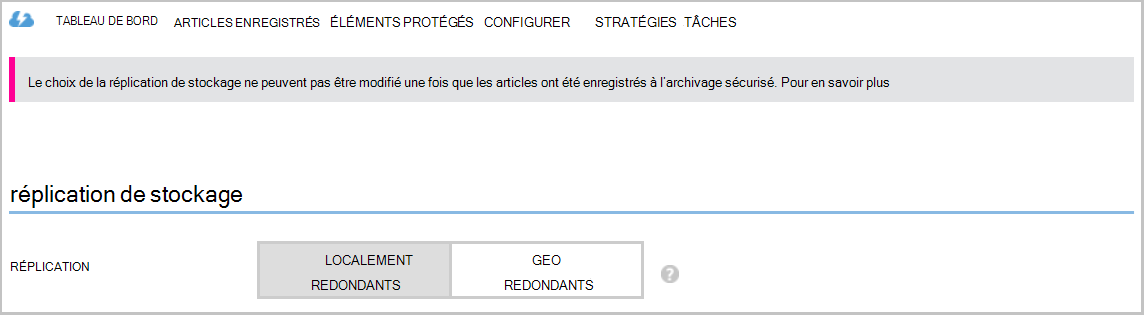 TABLEAU DE BORD ARTICLES ENREGISTRÉS ÉLÉMENTS PROTÉGÉS CONFIGURER STRATÉGIES TÂCHES
Le choix de la réplication de stockage ne peuvent pas être modifié une fois que les articles ont été enregistrés à l'archivage sécurisé. Pour en savoir plus
réplication de stockage
RÉPLICATION
LOCALEMENT
REDONDANTS
GEO
REDONDANTS
?